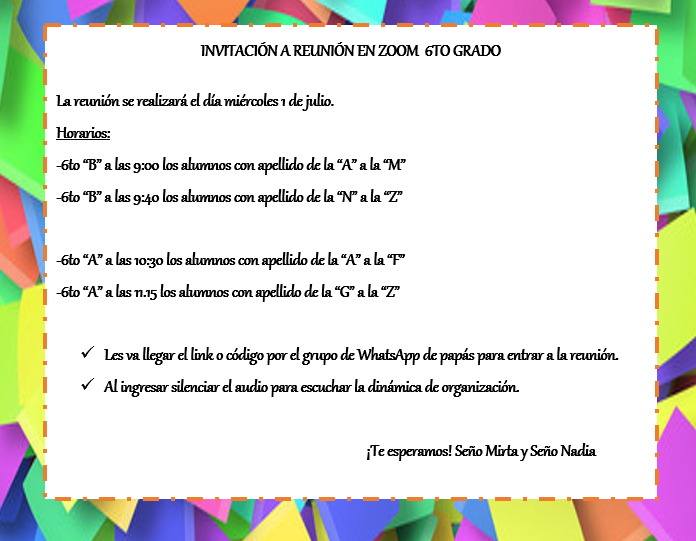 INVITACIÓN A REUNIÓN EN ZOOM 6TO GRADO
La reunión se realizará el día miércoles 1 de julio.
Horarios:
-6to “B” a las 9:00 los alumnos con apellido de la “A” a la “M”
-6to “B” a las 9:40 los alumnos con apellido de la “N” a la “Z”
-6to “A” a las 10:30 los alumnos con apellido de la “A” a la “F”
-6to “A” a las 11.15 los alumnos con apellido de la “G” a la “Z”
✓ Les va llegar el link o código por el grupo de WhatsApp de papás para entrar a la reunión.
✓ Al ingresar silenciar el audio para escuchar la dinámica de organización.
¡Te esperamos! Seño Mirta y Seño Nadia